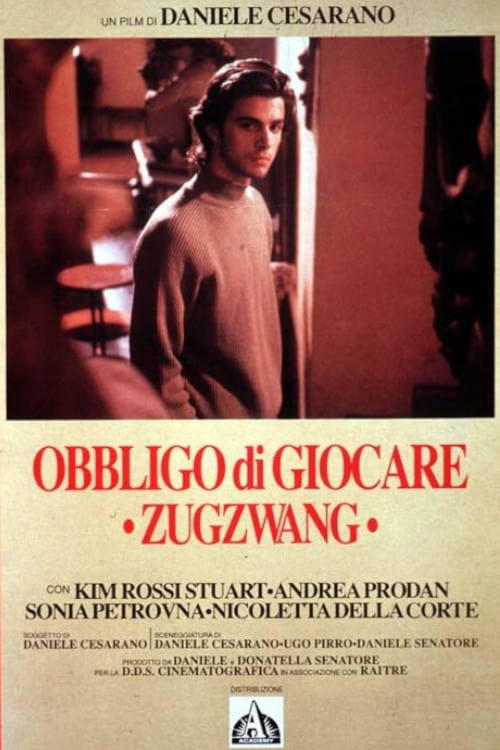 UN FILM DI DANIELE CESARANO
OBBLIGO di GIOCARE
• ZUGZWANG •
CON KIM ROSSI STUART • ANDREA PRODAN
SONIA PETROVNA • NICOLETTA DELLA CORTE
SOGGETTO DI DANIELE CESARANO
SCENEGGIATURA DI DANIELE CESARANO • UGO PIRRO • DANIELE SENATORE
PRODOTTO DA DANIELE e DONATELLA SENATORE
PER LA D.D.S. CINEMATOGRAFICA IN ASSOCIAZIONE CON RAITRE
DISTRIBUZIONE
A
ACADEMY